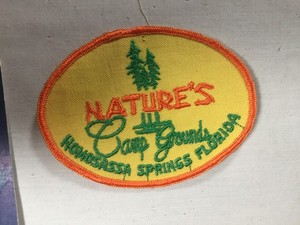 NATURE'S
Camp Grounds
HOMOSASSA SPRINGS FLORIDA